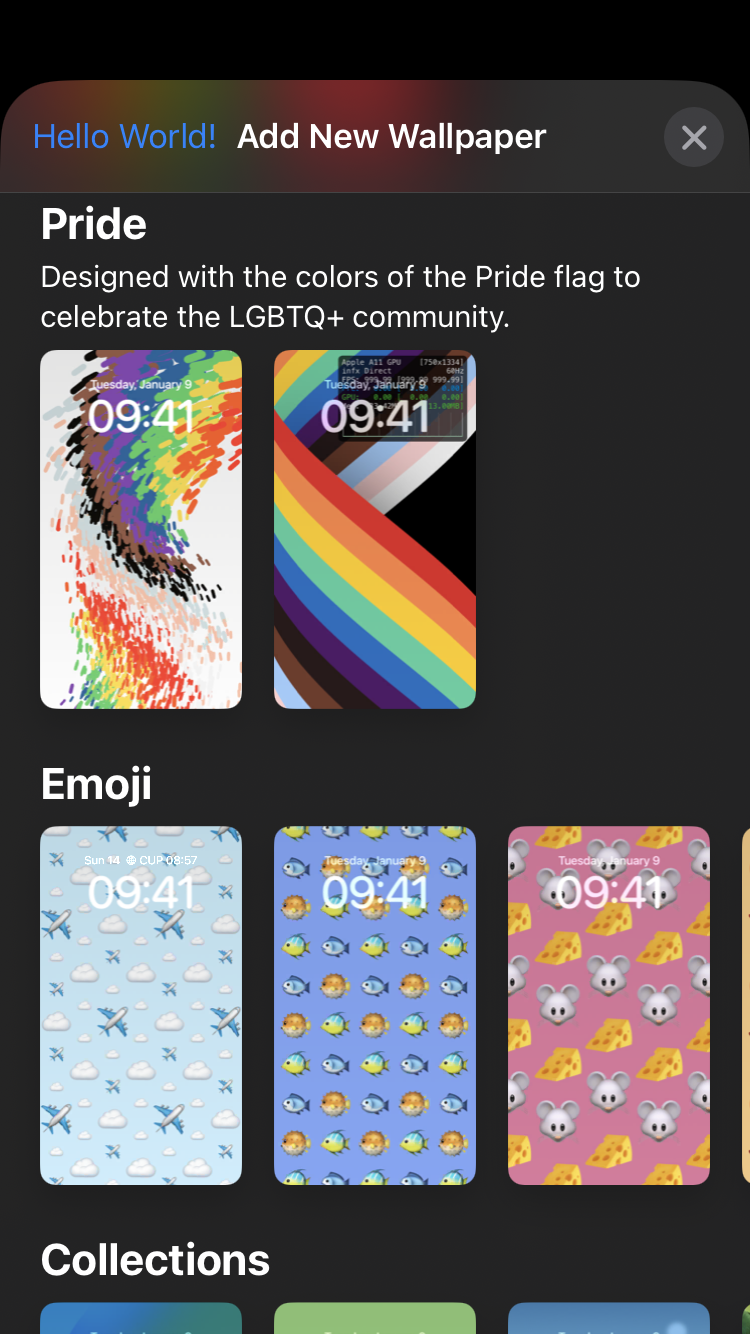 Hello World! Add New Wallpaper
Pride
Designed with the colors of the Pride flag to
celebrate the LGBTQ+ community.
Tuesday, January 9
09:41
Apple A11 GPU [750x1334]
infx Direct 60Hz
Tuesday, January 9
09:41
Emoji
Sun 14 CUP 08:57
09:41
Tuesday, January 9
09:41
Tuesday, January 9
09:41
Collections